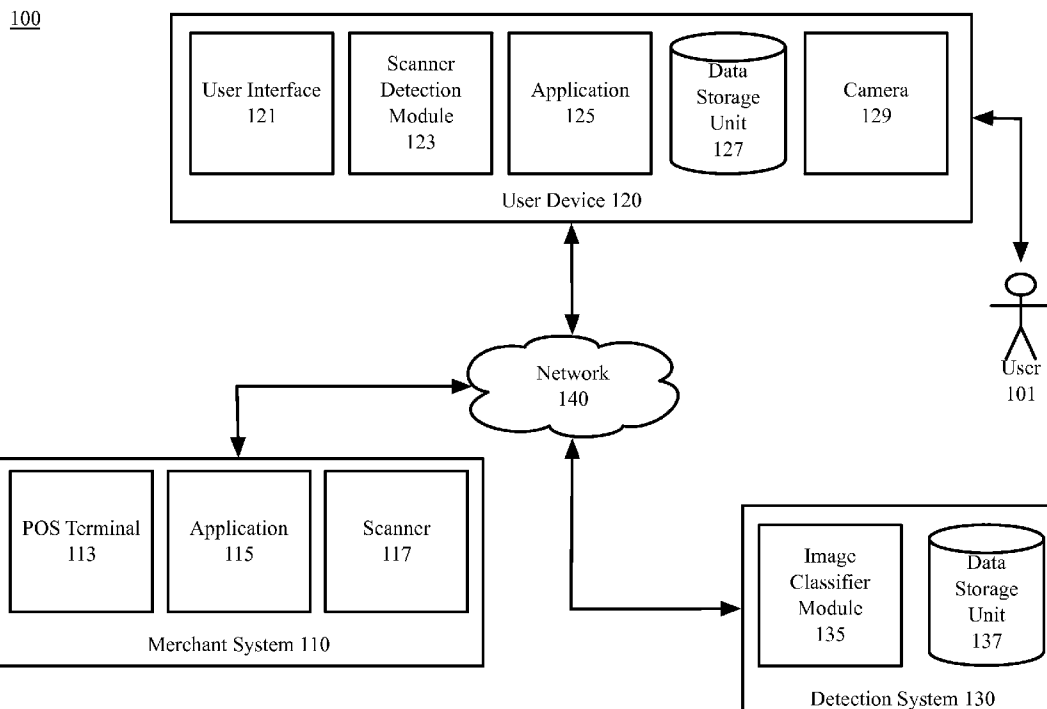 100
User Interface
121
Scanner
Detection
Module
123
Application
125
Data
Storage
Unit
127
Camera
129
User Device 120
User
101
Network
140
POS Terminal
113
Application
115
Scanner
117
Merchant System 110
Image
Classifier
Module
135
Data
Storage
Unit
137
Detection System 130